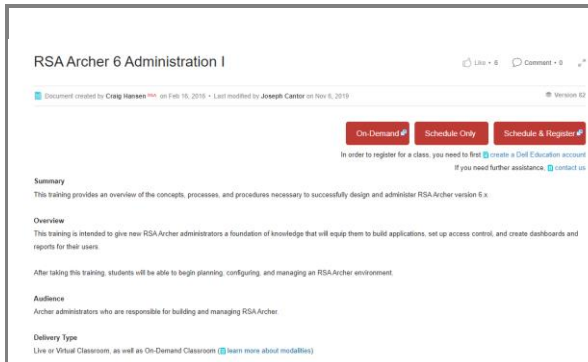 RSA Archer 6 Administration I
Like • 6 Comment • 0
Document created by Craig Hansen on Feb 16, 2016 • Last modified by Joseph Cantor on Nov 6, 2019
Version 62
On-Demand Schedule Only Schedule & Register
In order to register for a class, you need to first create a Dell Education account
If you need further assistance, contact us
Summary
This training provides an overview of the concepts, processes, and procedures necessary to successfully design and administer RSA Archer version 6.x
Overview
This training is intended to give new RSA Archer administrators a foundation of knowledge that will equip them to build applications, set up access control, and create dashboards and
reports for their users.
After taking this training, students will be able to begin planning, configuring, and managing an RSA Archer environment.
Audience
Archer administrators who are responsible for building and managing RSA Archer
Delivery Type
Live or Virtual Classroom, as well as On-Demand Classroom (learn more about modalities)